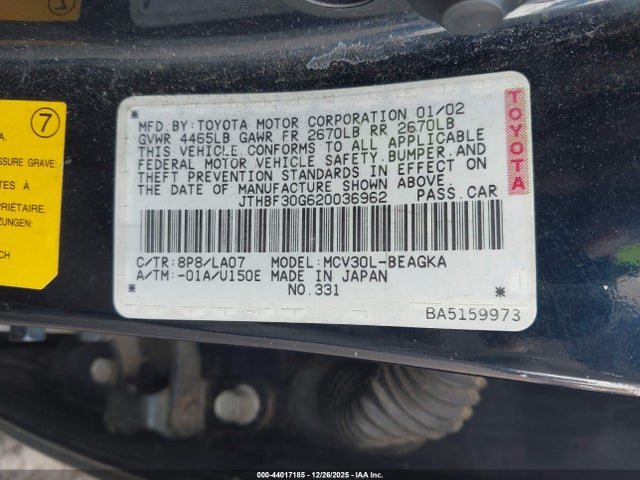 7
A.
SSURE GRAVE:
D
PRIÉTAIRE.
ZUNGEN:
CH
MFD.BY:TOYOTA MOTOR CORPORATION 01/02
GVWR 4465LB GAWR FR 2670LB RR 2670LB
THIS VEHICLE CONFORMS TO ALL APPLICABLE
FEDERAL MOTOR VEHICLE SAFETY,BUMPER,AND
THEFT PREVENTION STANDARDS IN EFFECT ON
THE DATE OF MANUFACTURE SHOWN ABOVE.
JTHBF30G620036962 PASS.CAR
TOYOTA
C/TR:8P8/LA07 MODEL:MCV30L-BEAGKA
A/TM:-01A/U150E MADE IN JAPAN
NO.331
BA5159973
000-44017185 - 12/26/2025 - IAAI.COM